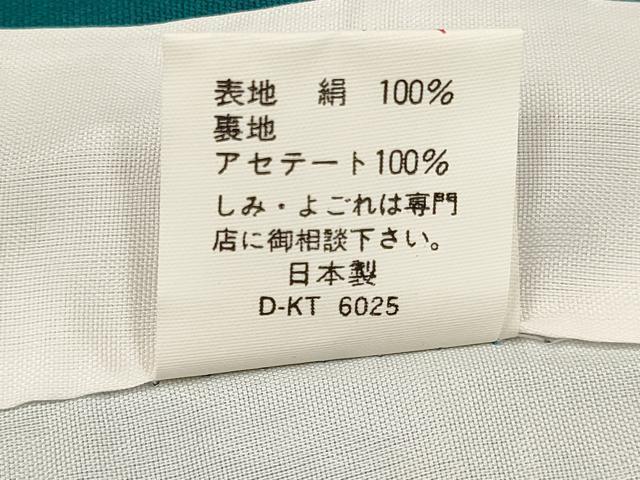 表地　絹　100%
裏地
アセテート100%
しみ・よごれは専門
店に御相談下さい。
日本製
D-KT 6025